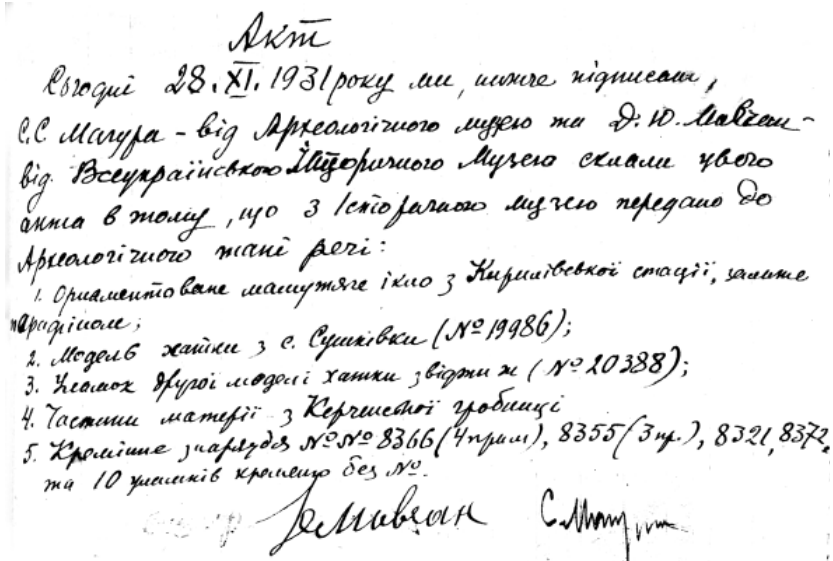 Акт
Сьогодні 28.XI.1931 року ми, нижче підписані,
С.С Магура – від Археологічного музею та Д.Ю. Мовчан –
від Всеукраїнського Історичного Музею склали цього
акта в тому, що з Історичного музею передано до
Археологічного такі речі:
1. Орнаментоване мамутяче ікло з Кирилівської стації, залите
парафіном;
2. Модель хатки з с. Сушківки (№ 19986);
3. Уламок другої моделі хатки звідти ж (№ 20388);
4. Частини матерії з Керченської гробниці
5. Кремінне знаряддя №№ 8366 (4 прим), 8355 (3 пр.), 8321, 8372,
та 10 уламків кременю без №.
Мовчан С. Магура